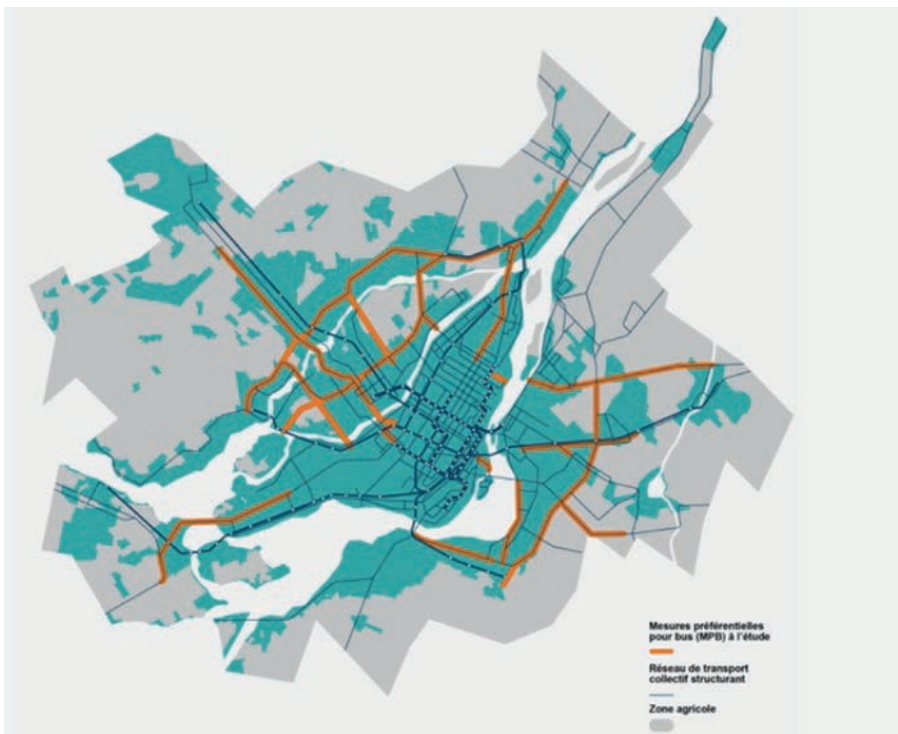 Mesures préférentielles
pour bus (MPB) à l'étude
Réseau de transport
collectif structurant
Zone agricole